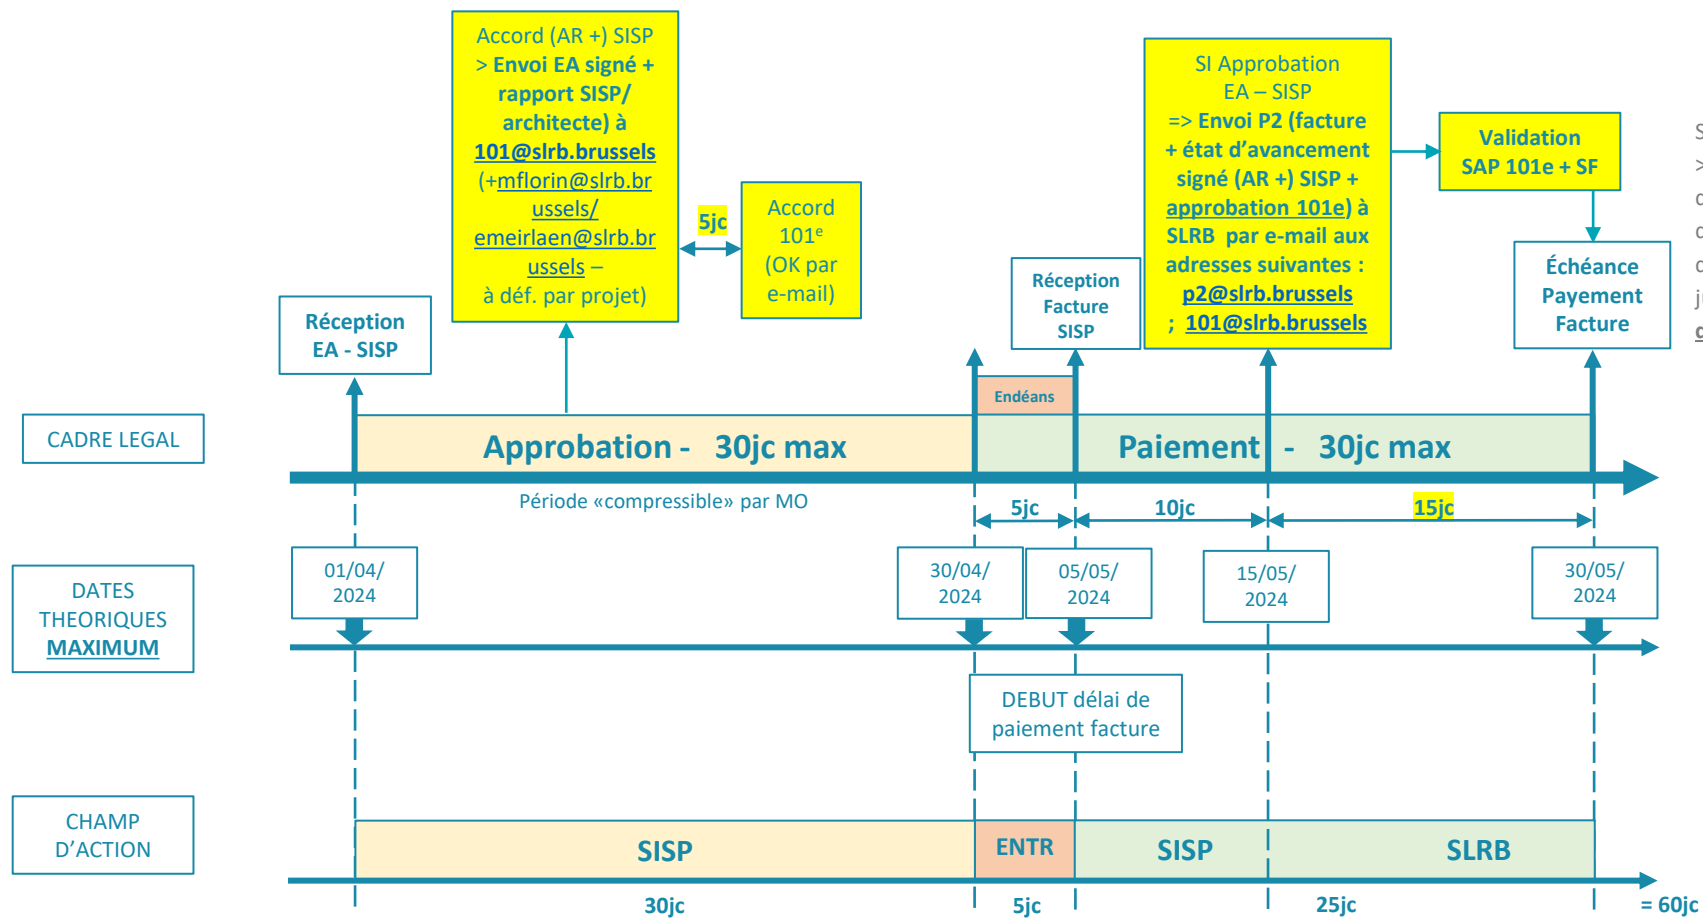 Accord (AR +) SISP
> Envoi EA signé +
rapport SISP/
architecte) à
101@slrb.brussels
(+mflorin@slrb.br
ussels/
emeirlaen@slrb.br
ussels –
à déf. par projet)
5jc
Accord
101e
(OK par
e-mail)
SI Approbation
EA – SISP
=> Envoi P2 (facture
+ état d’avancement
signé (AR +) SISP +
approbation 101e) à
SLRB par e-mail aux
adresses suivantes :
p2@slrb.brussels
; 101@slrb.brussels
Validation
SAP 101e + SF
Réception
EA - SISP
Réception
Facture
SISP
Échéance
Payement
Facture
Endéans
CADRE LEGAL
Approbation - 30jc max
Paiement - 30jc max
Période «compressible» par MO
5jc
10jc
15jc
DATES
THEORIQUES
MAXIMUM
01/04/
2024
30/04/
2024
05/05/
2024
15/05/
2024
30/05/
2024
DEBUT délai de
paiement facture
CHAMP
D’ACTION
SISP
ENTR
SISP
SLRB
30jc
5jc
25jc
= 60jc